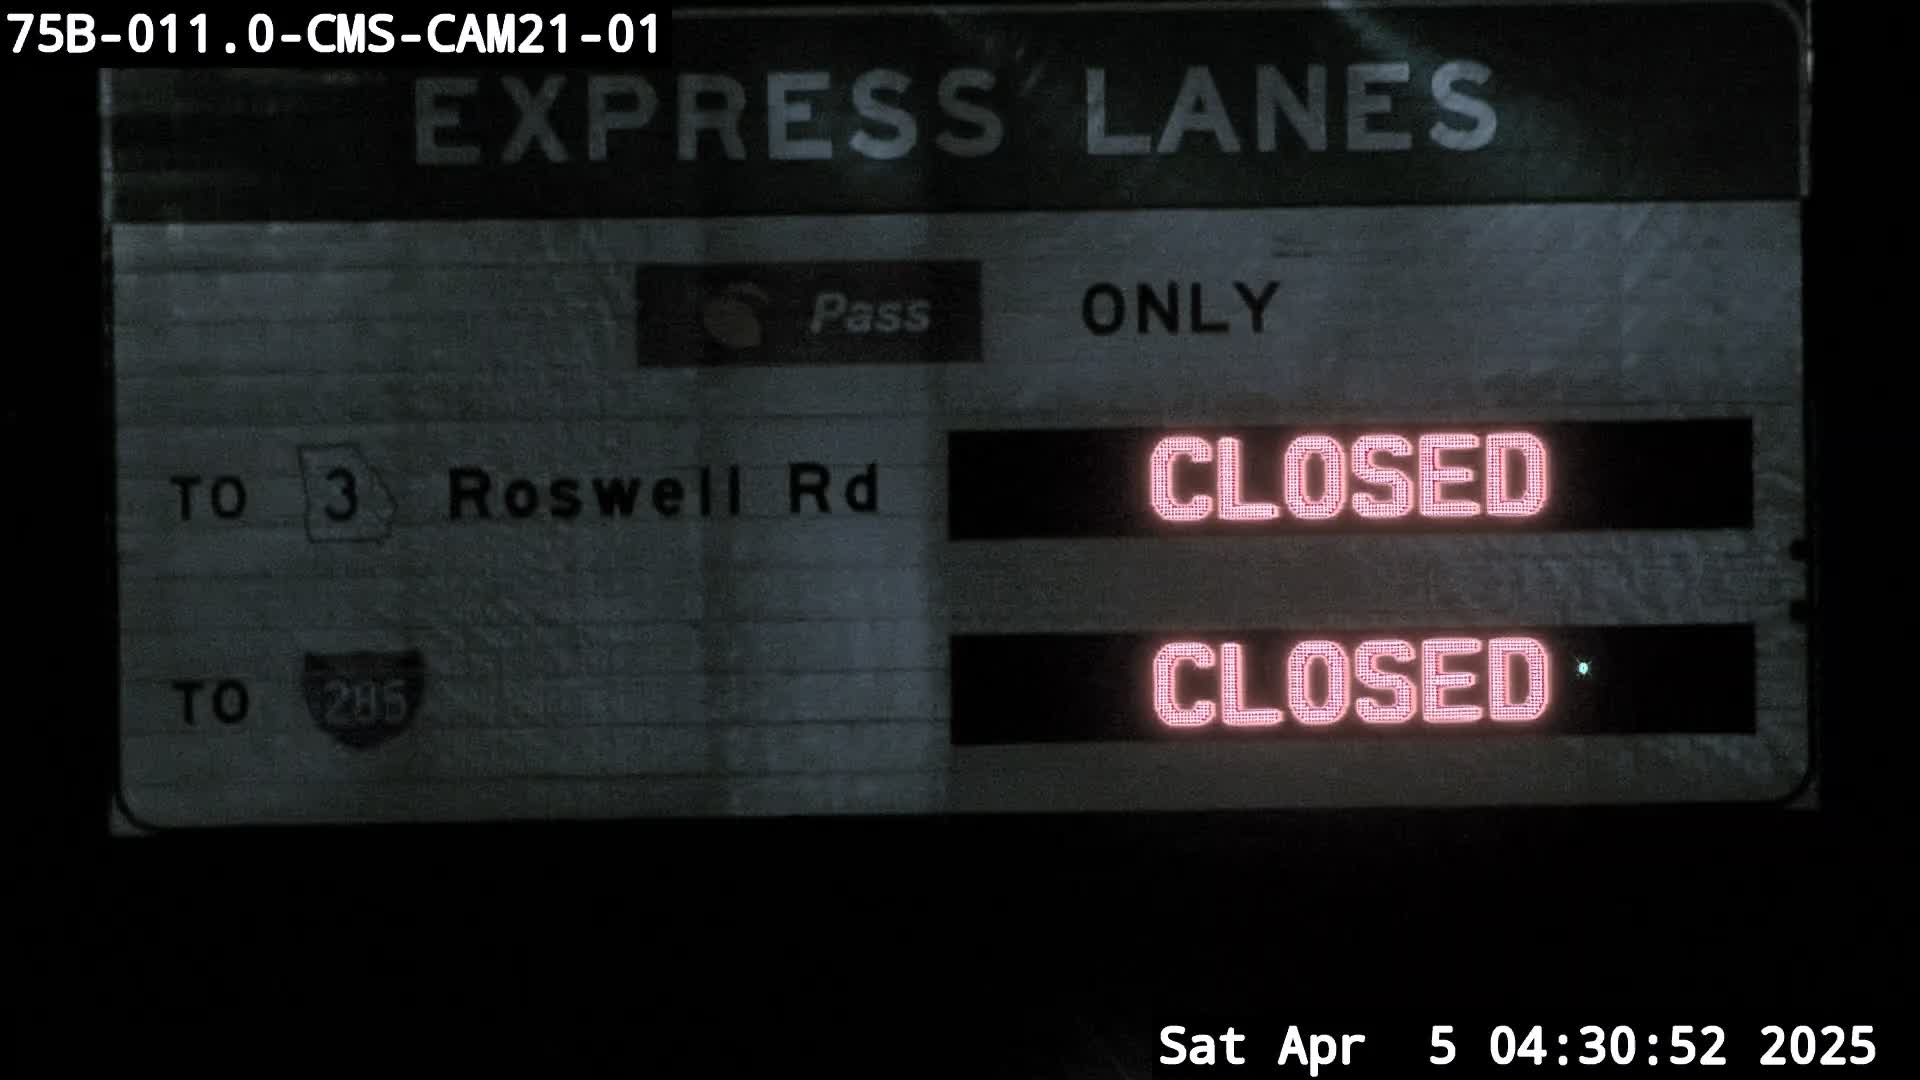 75B-011.0-CMS-CAM21-01
EXPRESS LANES
Pass ONLY
TO 3 Roswell Rd CLOSED
TO 285 CLOSED
Sat Apr 5 04:30:52 2025